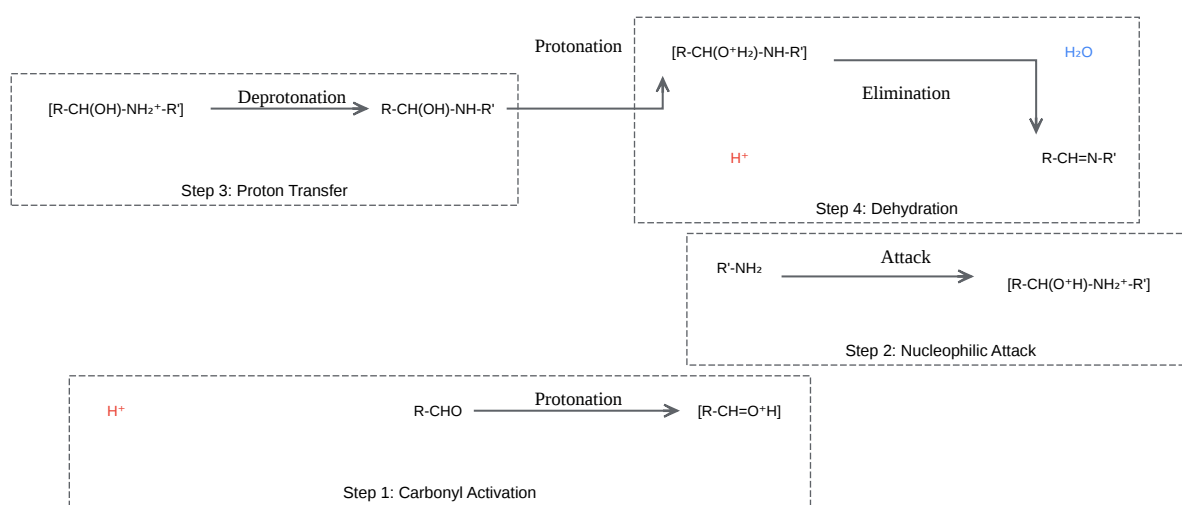 Protonation
[R-CH(O⁺H₂)-NH-R']
H₂O
Elimination
[R-CH(OH)-NH₂⁺-R']
Deprotonation
R-CH(OH)-NH-R'
H⁺
R-CH=N-R'
Step 3: Proton Transfer
Step 4: Dehydration
R'-NH₂
Attack
[R-CH(O⁺H)-NH₂⁺-R']
Step 2: Nucleophilic Attack
H⁺
R-CHO
Protonation
[R-CH=O⁺H]
Step 1: Carbonyl Activation